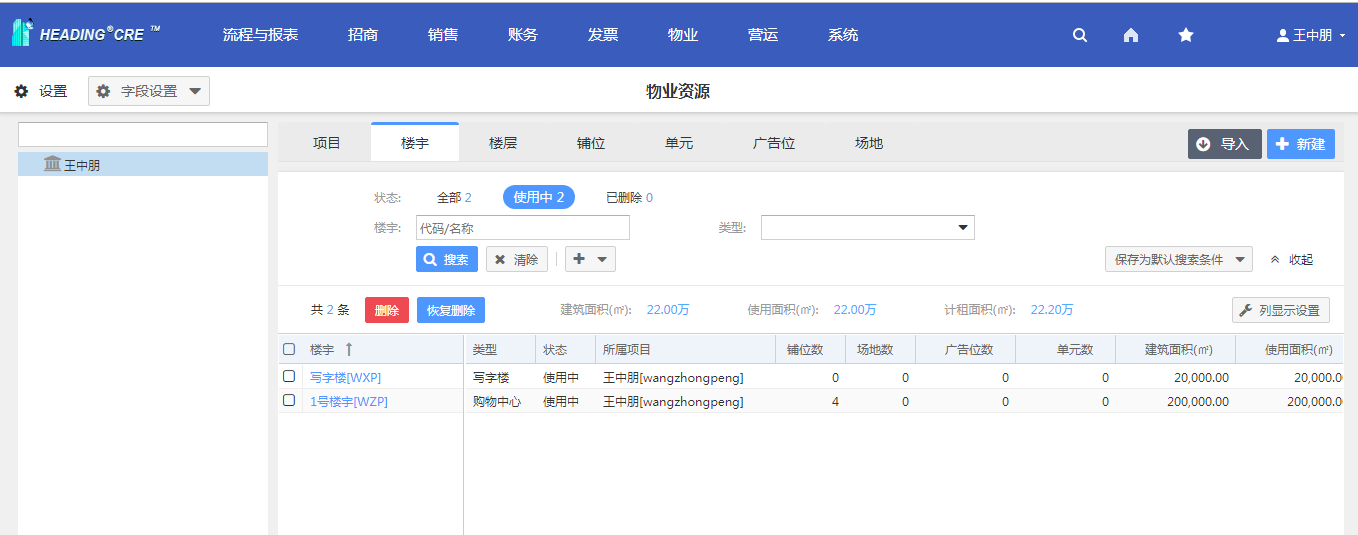 HEADING®CRE TM 流程与报表 招商 销售 账务 发票 物业 营运 系统 王中朋
设置 字段设置 物业资源
王中朋
项目 楼宇 楼层 铺位 单元 广告位 场地 导入 新建
状态: 全部 2 使用中 2 已删除 0
楼宇: 代码/名称 类型:
搜索 清除 保存为默认搜索条件 收起
共 2 条 删除 恢复删除 建筑面积(㎡): 22.00万 使用面积(㎡): 22.00万 计租面积(㎡): 22.20万 列显示设置
楼宇 ↑ 类型 状态 所属项目 铺位数 场地数 广告位数 单元数 建筑面积(㎡) 使用面积(㎡)
写字楼[WXP] 写字楼 使用中 王中朋[wangzhongpeng] 0 0 0 0 20,000.00 20,000.0
1号楼宇[WZP] 购物中心 使用中 王中朋[wangzhongpeng] 4 0 0 0 200,000.00 200,000.0